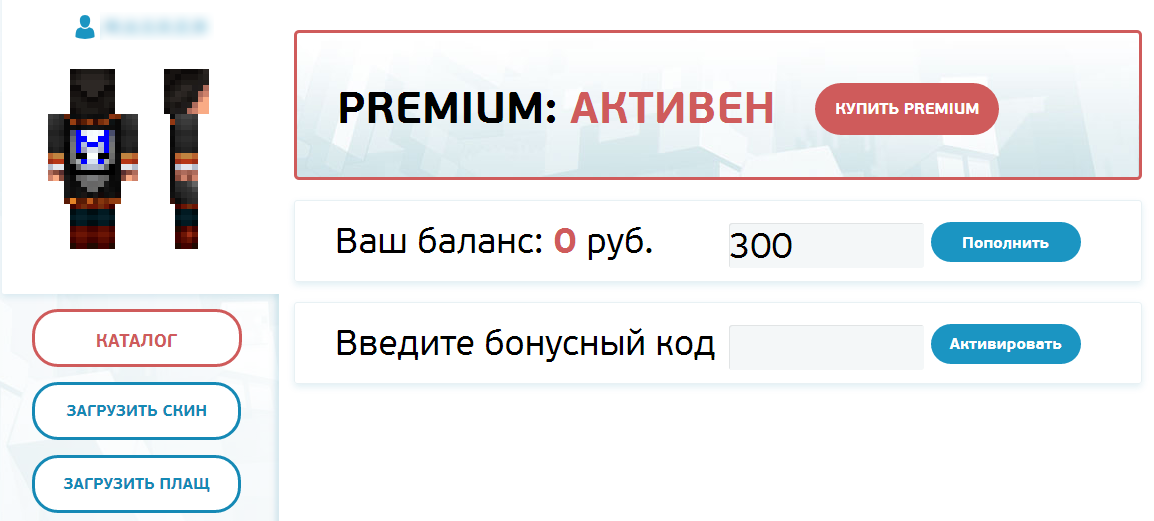 PREMIUM: АКТИВЕН
КУПИТЬ PREMIUM
Ваш баланс: 0 руб.
300
Пополнить
Введите бонусный код
Активировать
КАТАЛОГ
ЗАГРУЗИТЬ СКИН
ЗАГРУЗИТЬ ПЛАЩ